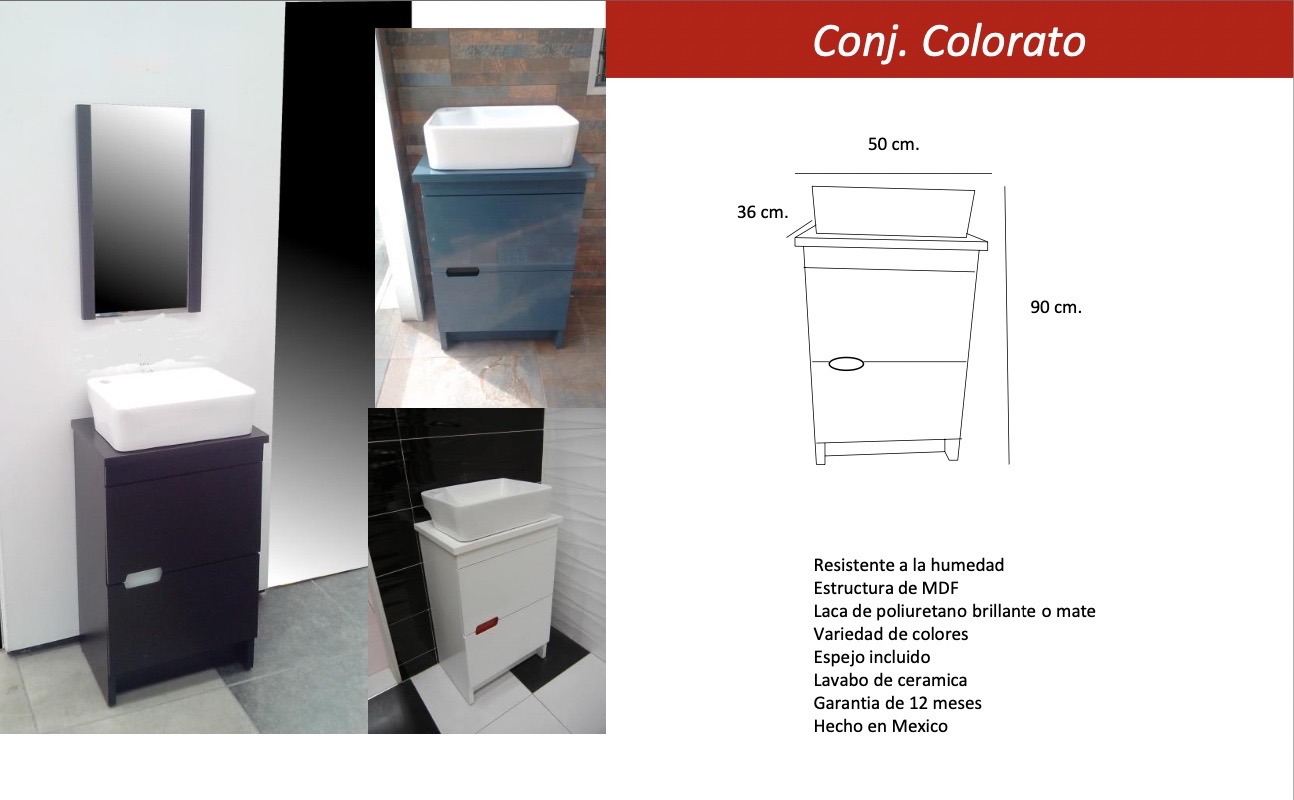 Conj. Colorato
50 cm.
36 cm.
90 cm.
Resistente a la humedad
Estructura de MDF
Laca de poliuretano brillante o mate
Variedad de colores
Espejo incluido
Lavabo de ceramica
Garantia de 12 meses
Hecho en Mexico